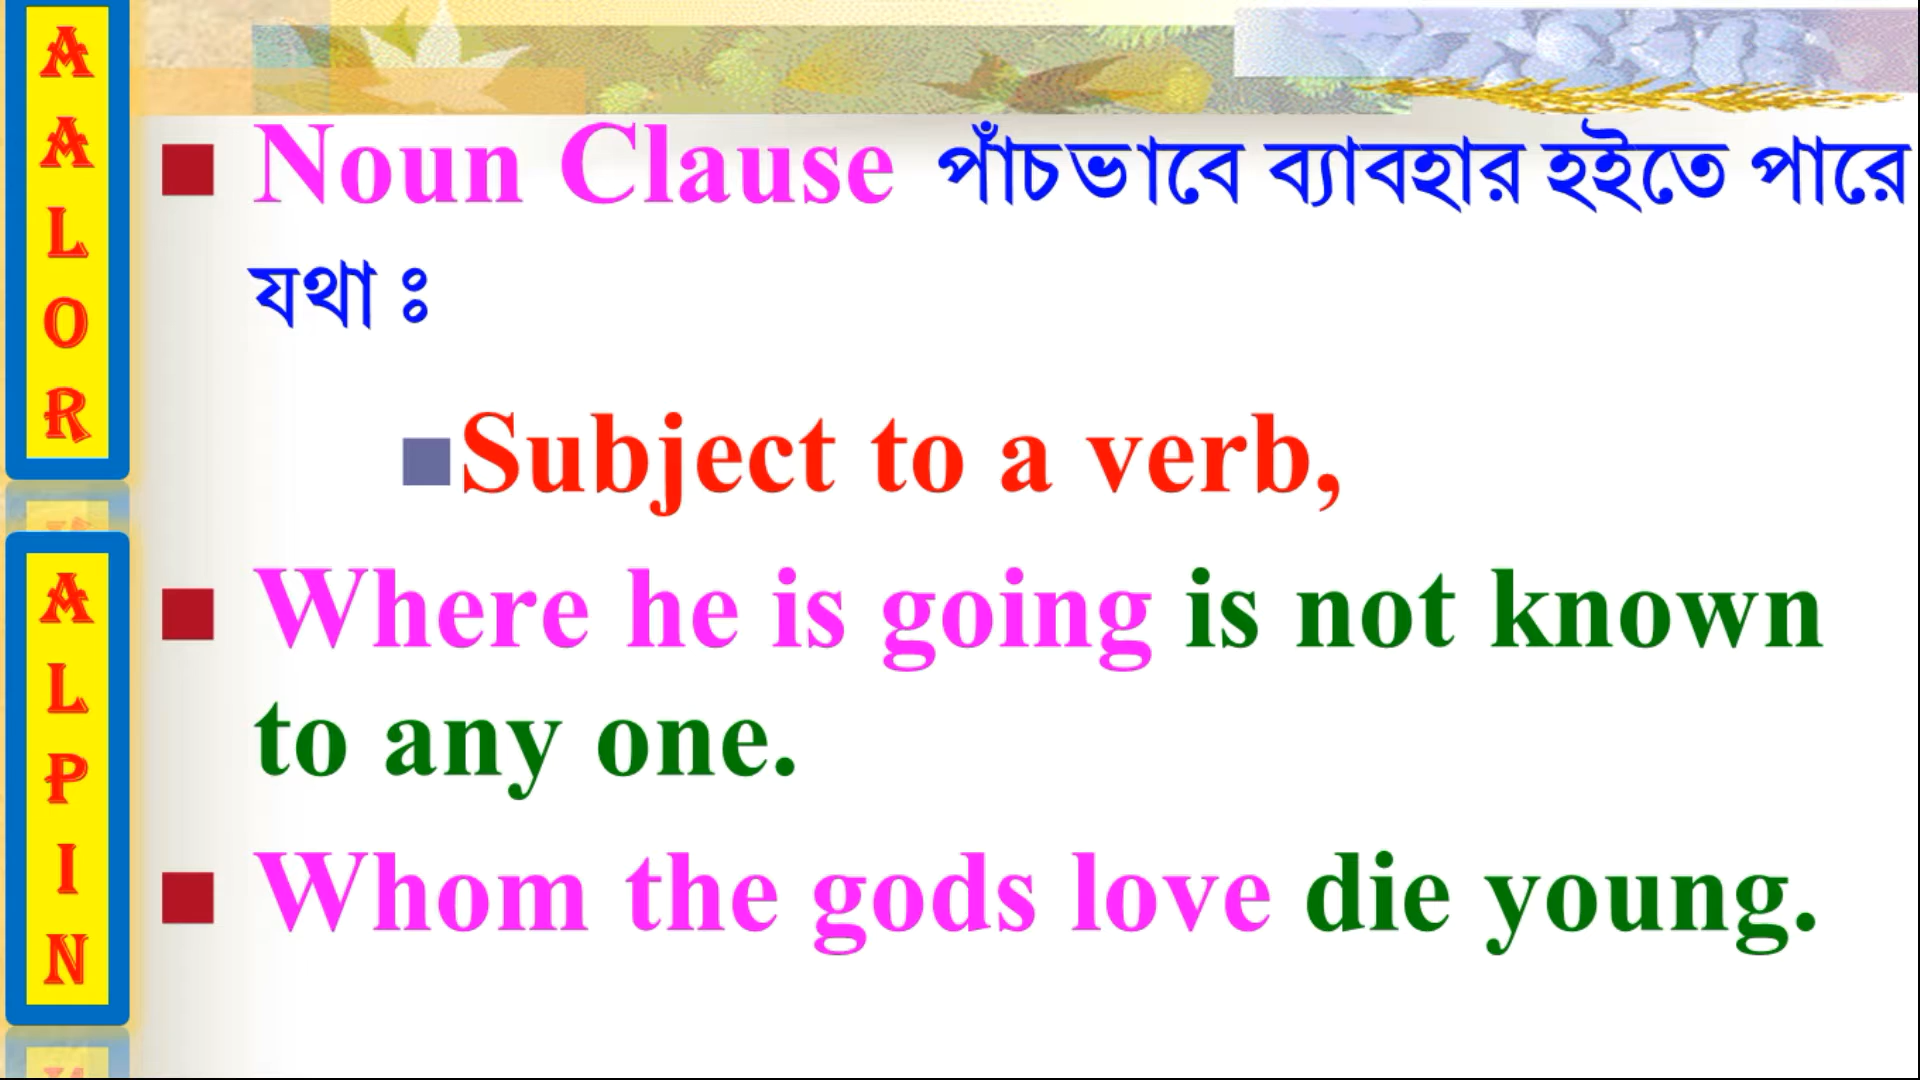 AALOR
ALPIN
Noun Clause পাঁচভাবে ব্যাবহার হইতে পারে
যথা ঃ
Subject to a verb,
Where he is going is not known
to any one.
Whom the gods love die young.